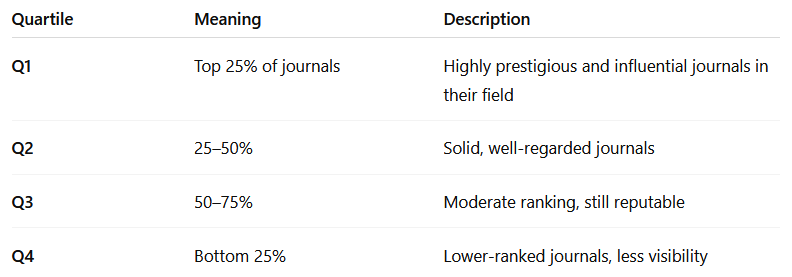 Quartile Meaning Description
Q1 Top 25% of journals Highly prestigious and influential journals in
their field
Q2 25–50% Solid, well-regarded journals
Q3 50–75% Moderate ranking, still reputable
Q4 Bottom 25% Lower-ranked journals, less visibility